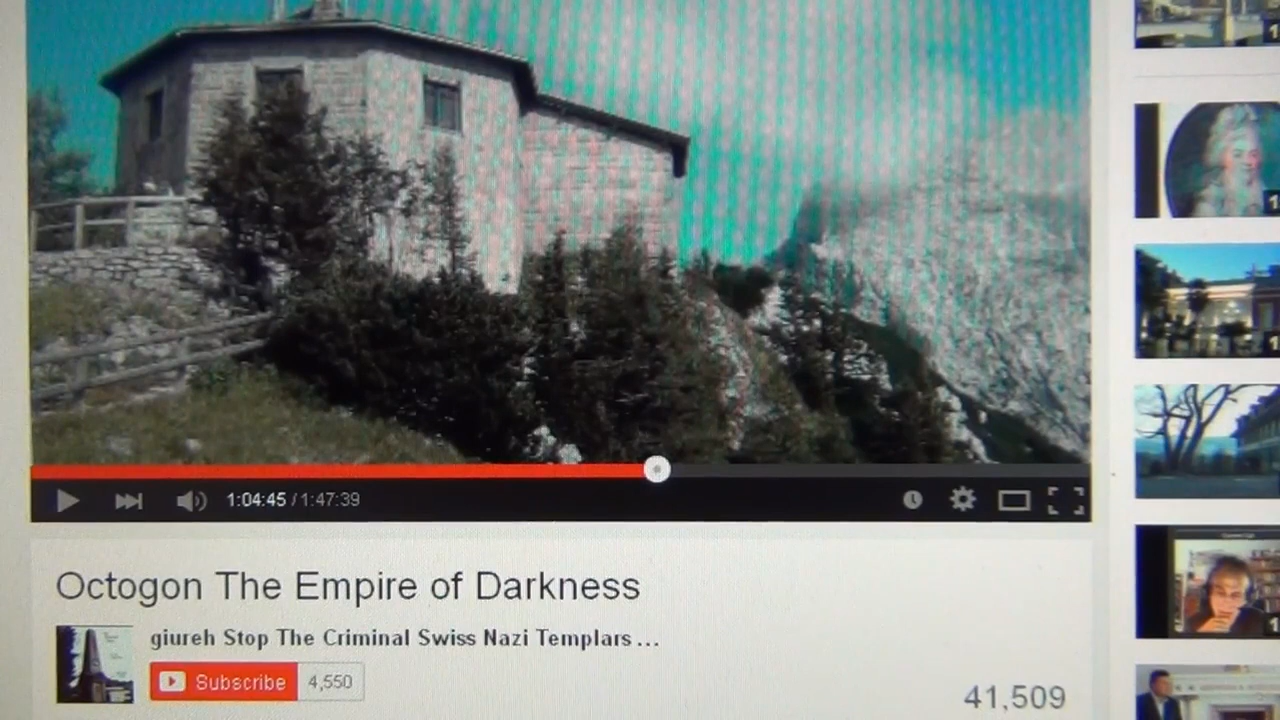 1:04:45 / 1:47:39
Octogon The Empire of Darkness
giureh Stop The Criminal Swiss Nazi Templars ...
Subscribe 4,550
41,509